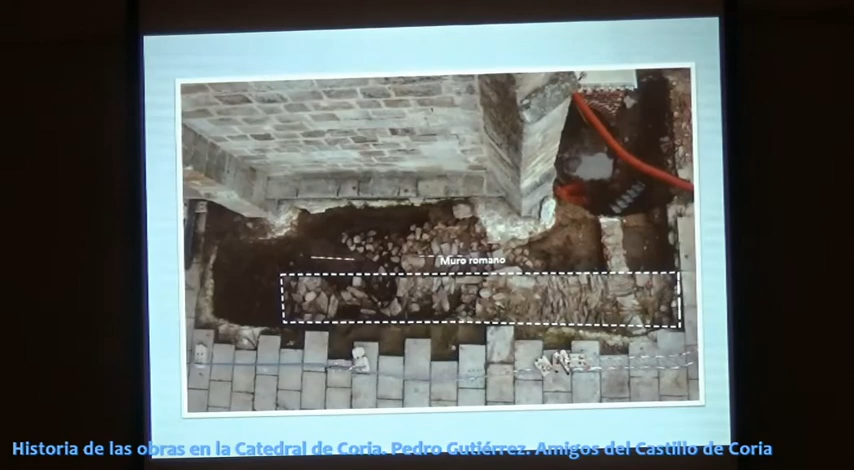 Muro romano
Historia de las obras en la Catedral de Coria. Pedro Gutiérrez. Amigos del Castillo de Coria